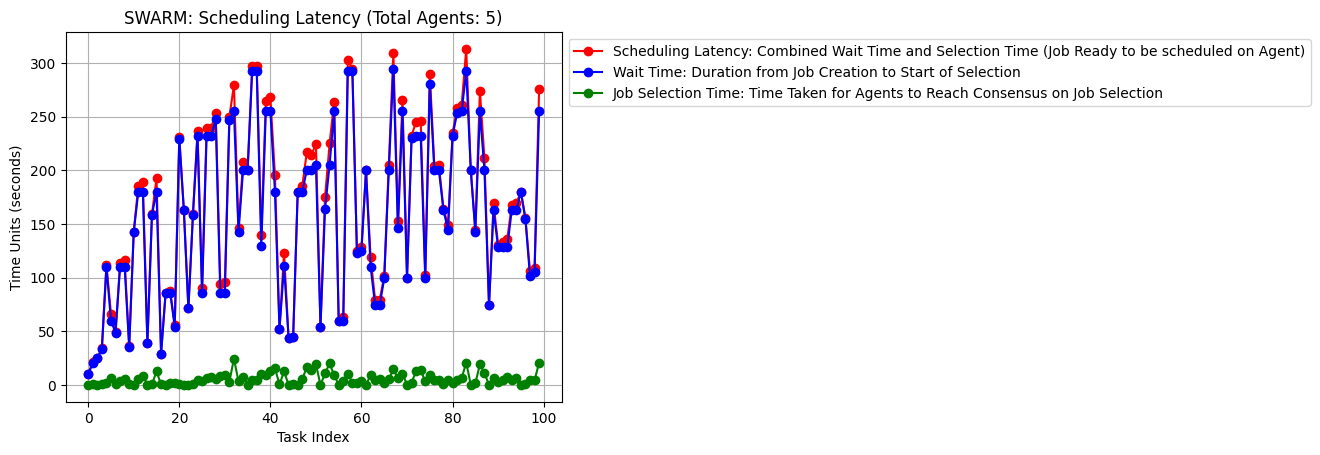 SWARM: Scheduling Latency (Total Agents: 5)
Scheduling Latency: Combined Wait Time and Selection Time (Job Ready to be scheduled on Agent)
Wait Time: Duration from Job Creation to Start of Selection
Job Selection Time: Time Taken for Agents to Reach Consensus on Job Selection
Time Units (seconds)
300
250
200
150
100
50
0
0
20
40
60
80
100
Task Index